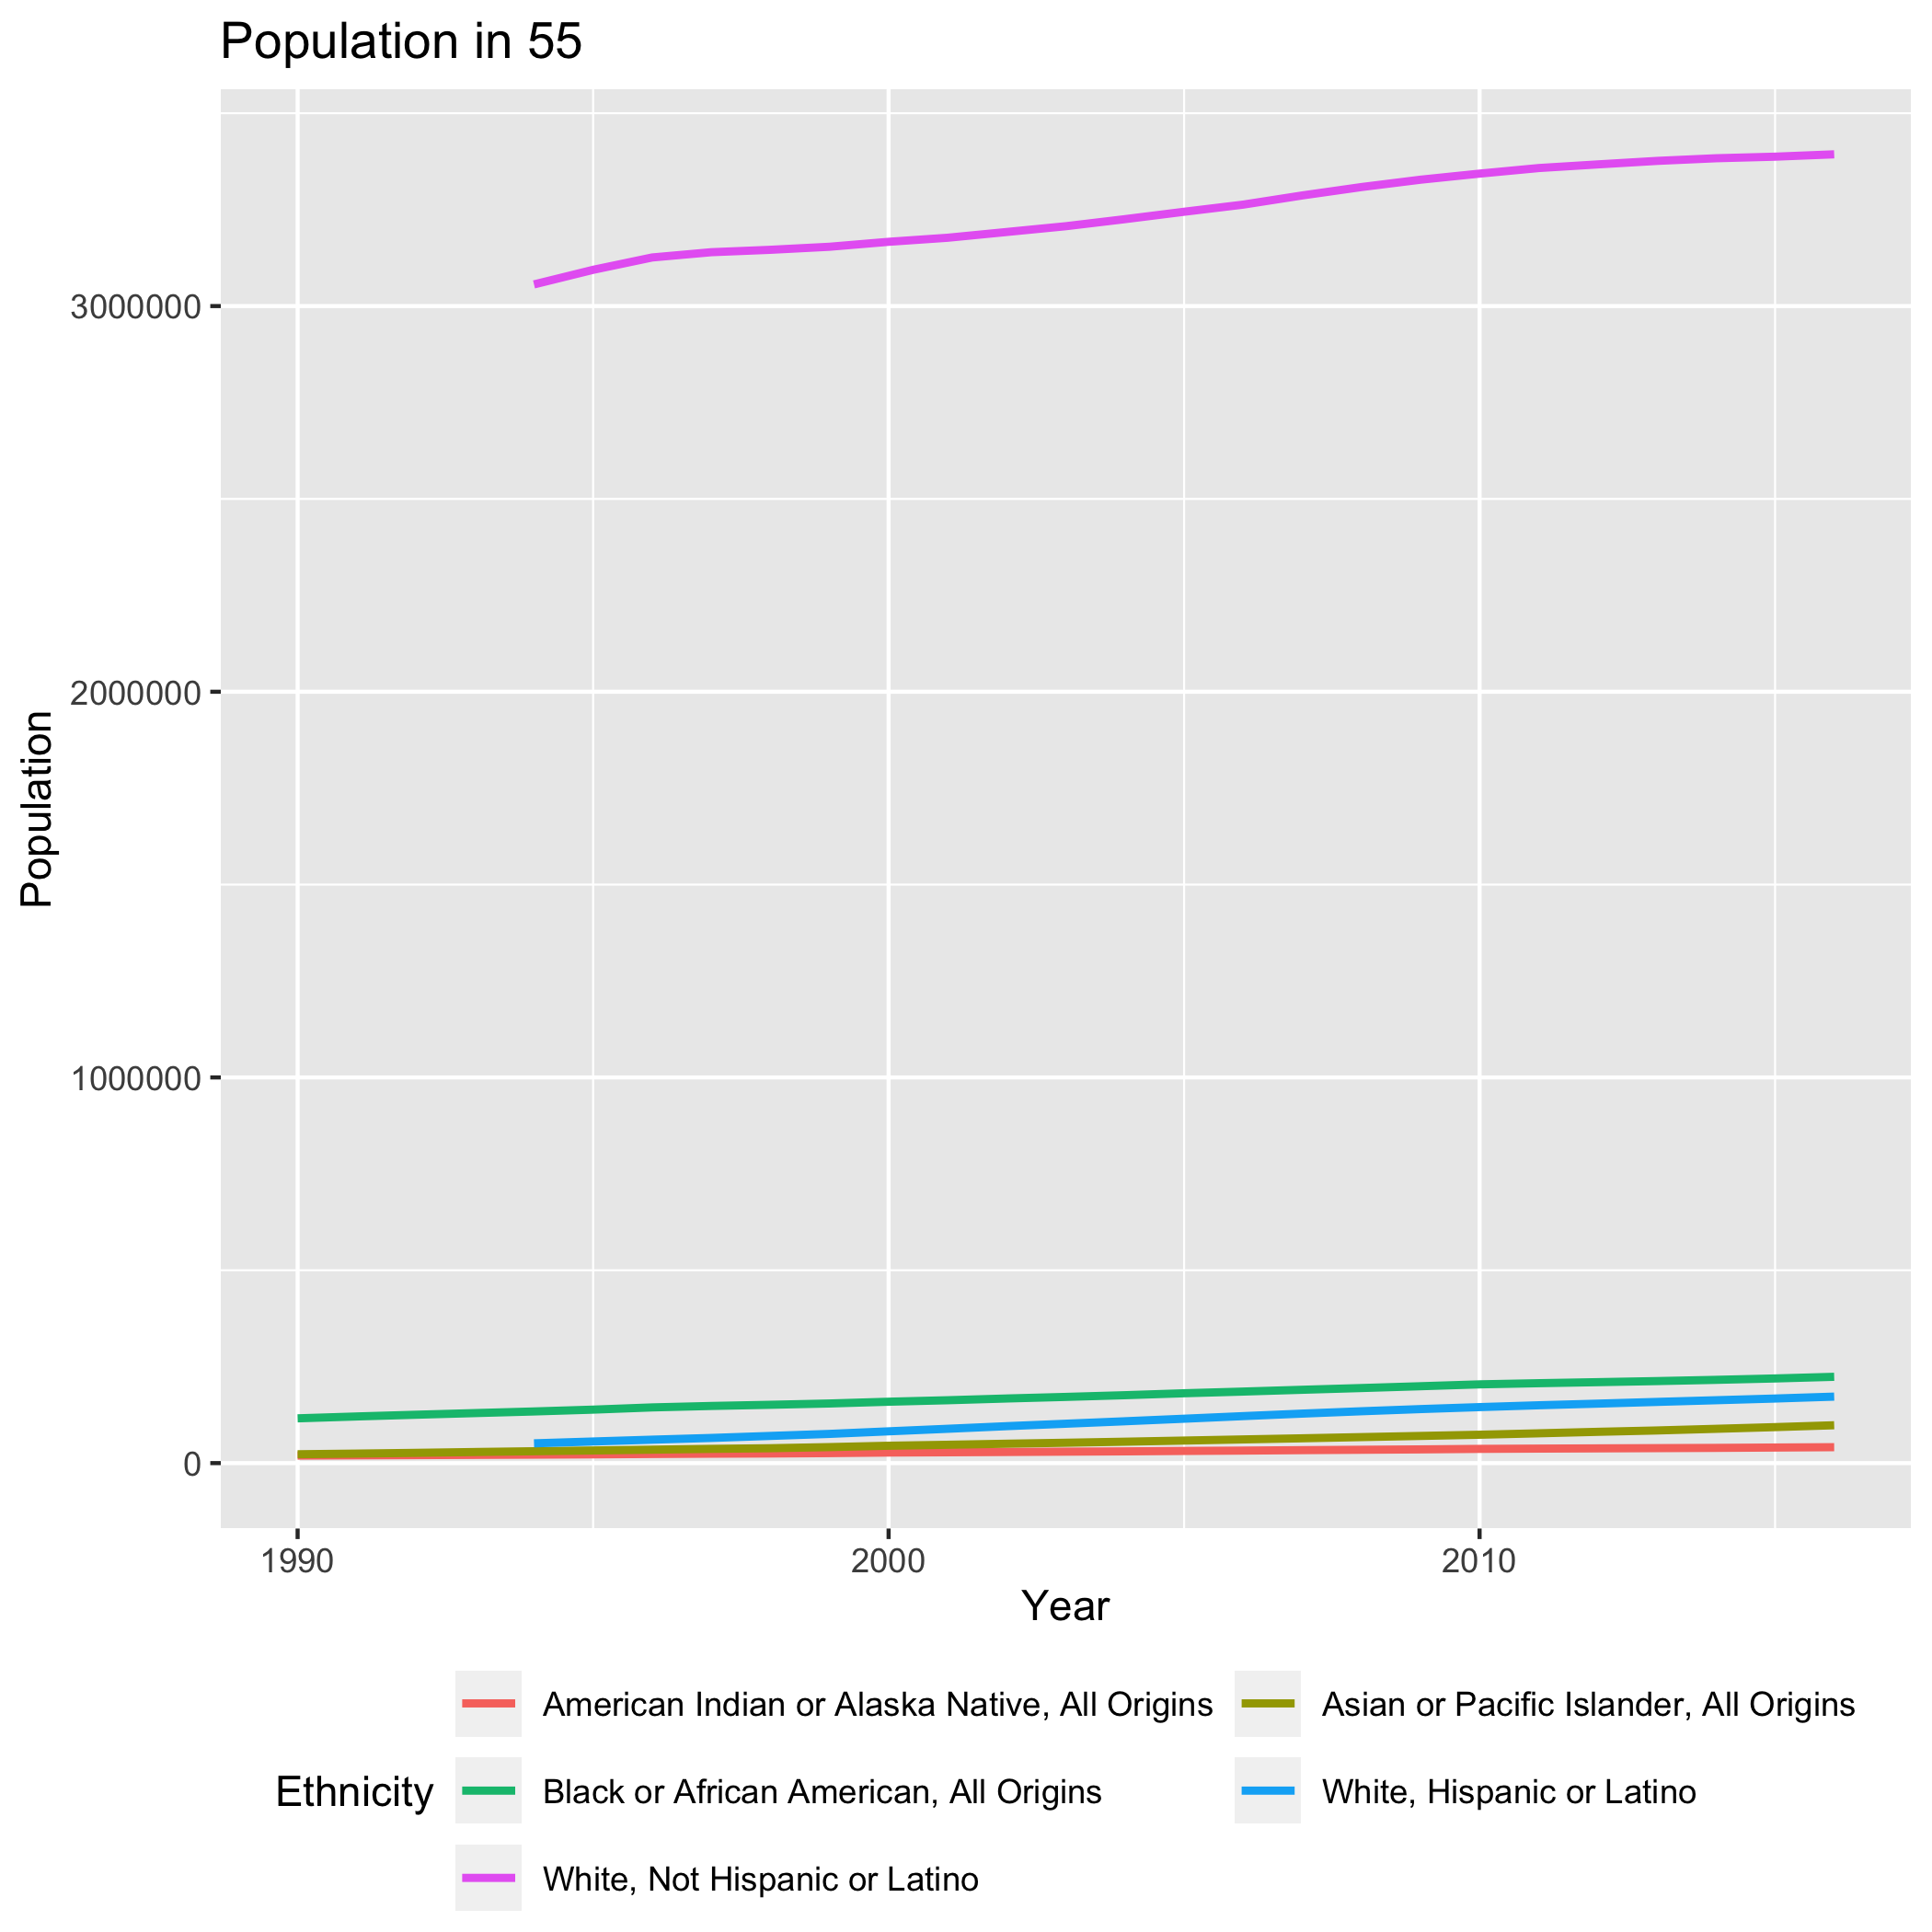 Population in 55
Population
3000000
2000000
1000000
0
1990
2000
2010
Year
Ethnicity
American Indian or Alaska Native, All Origins
Asian or Pacific Islander, All Origins
Black or African American, All Origins
White, Hispanic or Latino
White, Not Hispanic or Latino